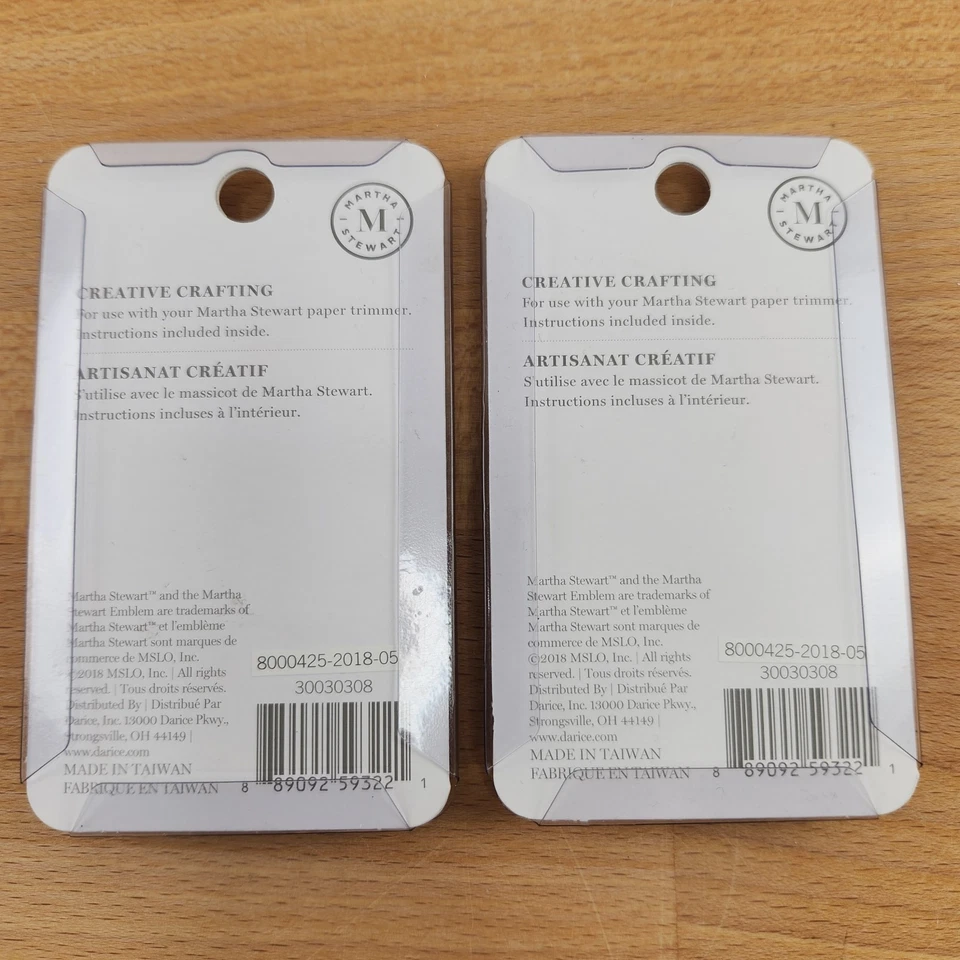 MARTHA
M
STEWART
CREATIVE CRAFTING
For use with your Martha Stewart paper trimmer.
Instructions included inside.
ARTISANAT CRÉATIF
S'utilise avec le massicot de Martha Stewart.
Instructions incluses à l'intérieur.
Martha Stewart™ and the Martha
Stewart Emblem are trademarks of
Martha Stewart™ et l'emblème
Martha Stewart sont marques de
commerce de MSLO, Inc.
©2018 MSLO, Inc. | All rights
reserved. | Tous droits réservés.
Distributed By | Distribué Par
Darice, Inc. 13000 Darice Pkwy.,
Strongsville, OH 44149 |
www.darice.com
MADE IN TAIWAN
FABRIQUE EN TAIWAN
8000425-2018-05
30030308
8 89092 59322 1
MARTHA
M
STEWART
CREATIVE CRAFTING
For use with your Martha Stewart paper trimmer.
Instructions included inside.
ARTISANAT CRÉATIF
S'utilise avec le massicot de Martha Stewart.
Instructions incluses à l'intérieur.
Martha Stewart™ and the Martha
Stewart Emblem are trademarks of
Martha Stewart™ et l'emblème
Martha Stewart sont marques de
commerce de MSLO, Inc.
©2018 MSLO, Inc. | All rights
reserved. | Tous droits réservés.
Distributed By | Distribué Par
Darice, Inc. 13000 Darice Pkwy.,
Strongsville, OH 44149 |
www.darice.com
MADE IN TAIWAN
FABRIQUE EN TAIWAN
8000425-2018-05
30030308
8 89092 59322 1